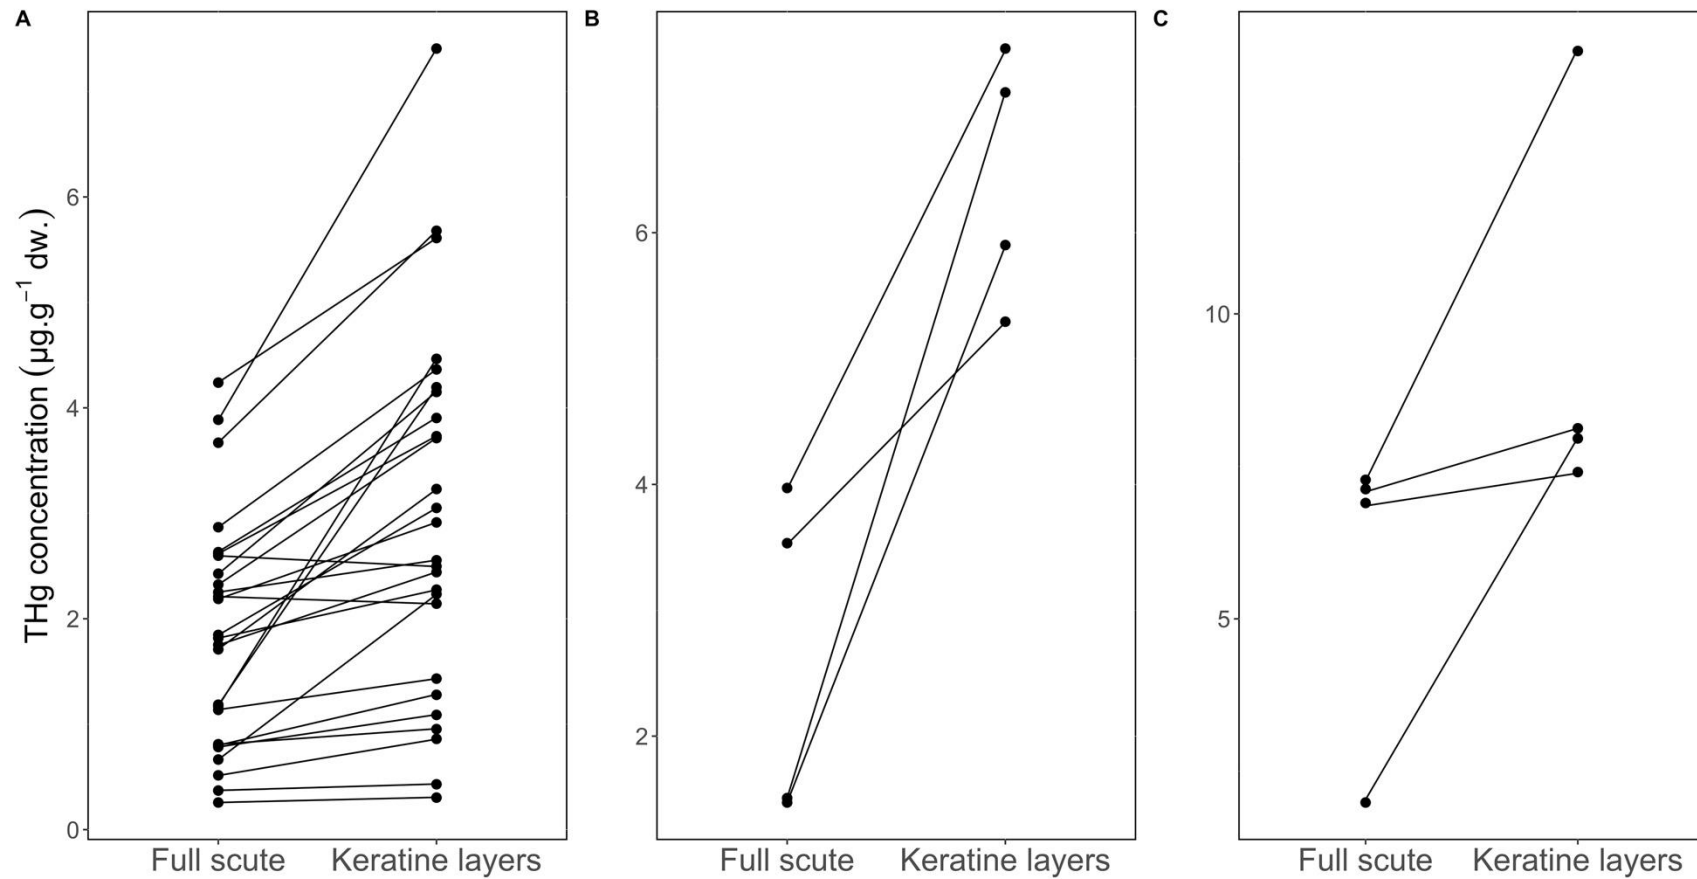 A
B
C
THg concentration (µg.g⁻¹ dw.)
6
4
2
0
Full scute
Keratine layers
6
4
2
Full scute
Keratine layers
10
5
Full scute
Keratine layers